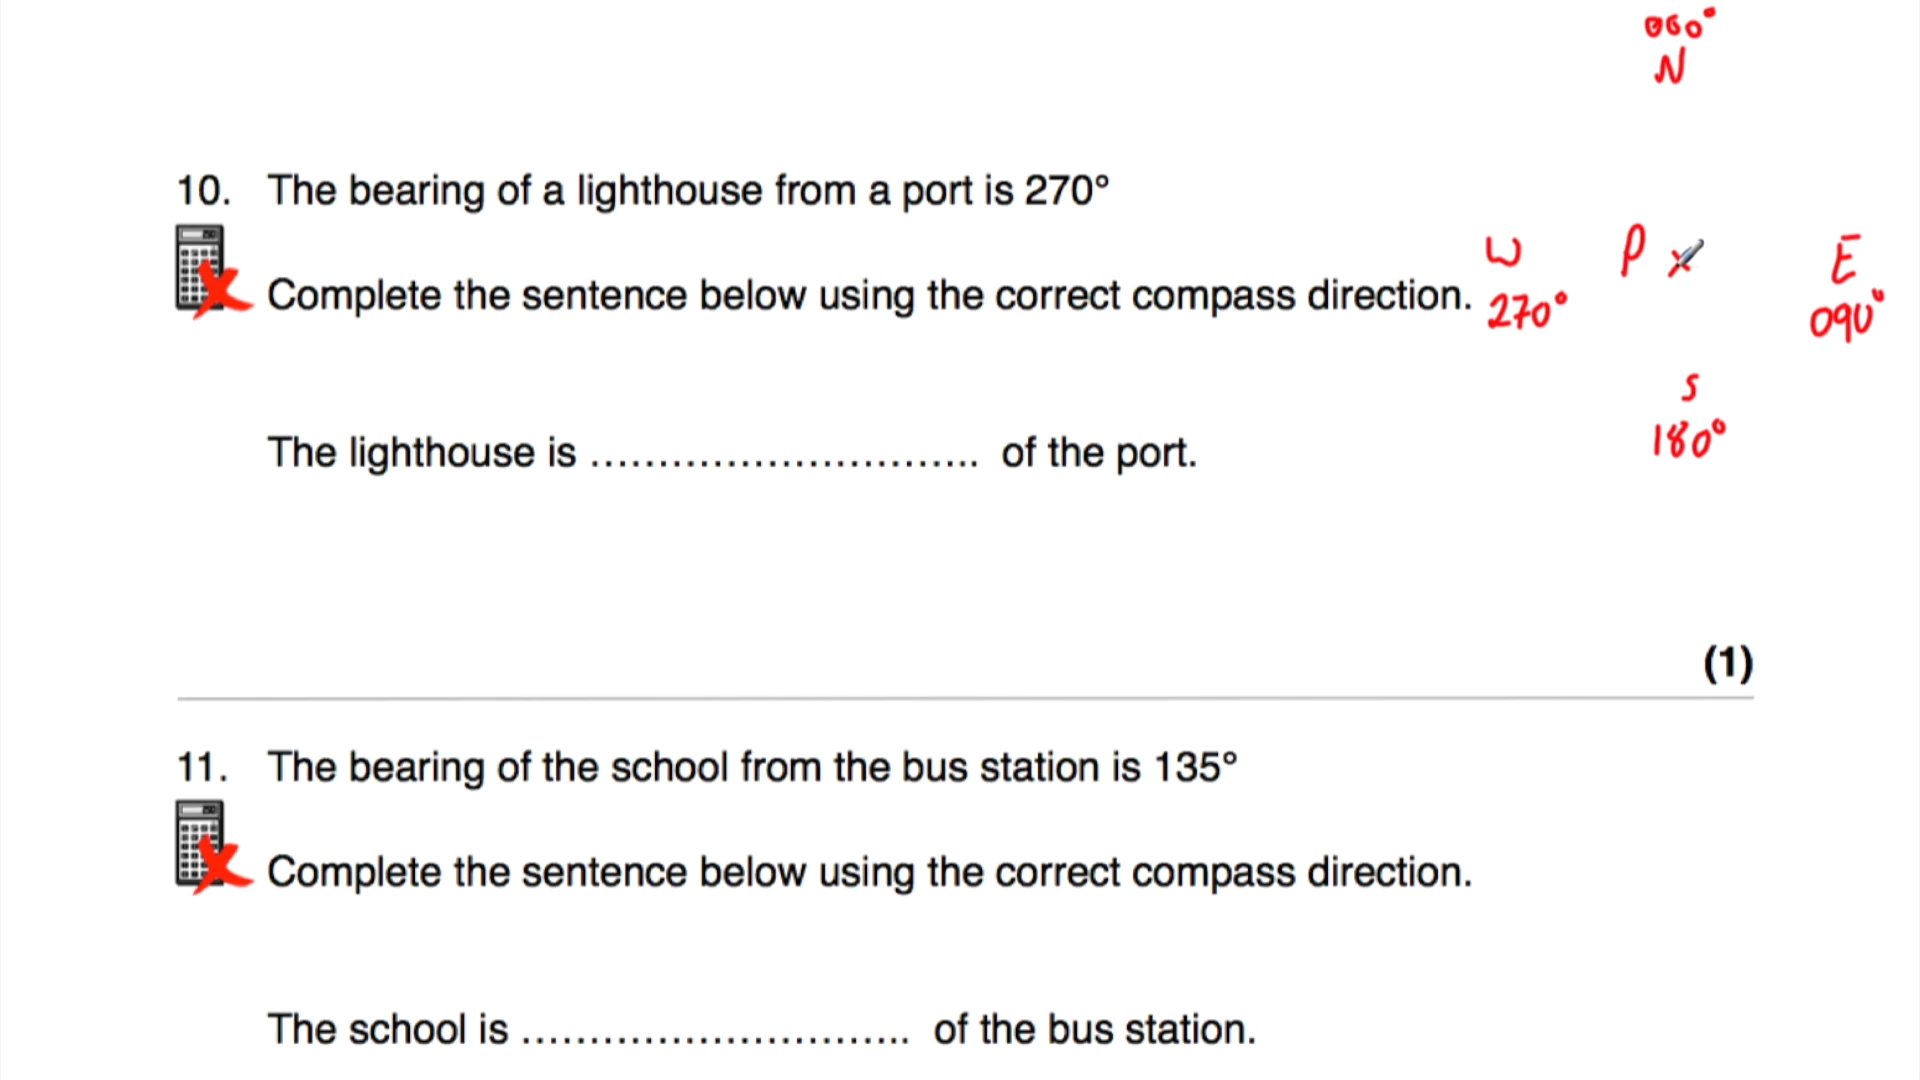 000°
N
10. The bearing of a lighthouse from a port is 270°
W P x E
Complete the sentence below using the correct compass direction.
270° 090°
S
The lighthouse is ............................. of the port.
180°
(1)
11. The bearing of the school from the bus station is 135°
Complete the sentence below using the correct compass direction.
The school is ............................. of the bus station.